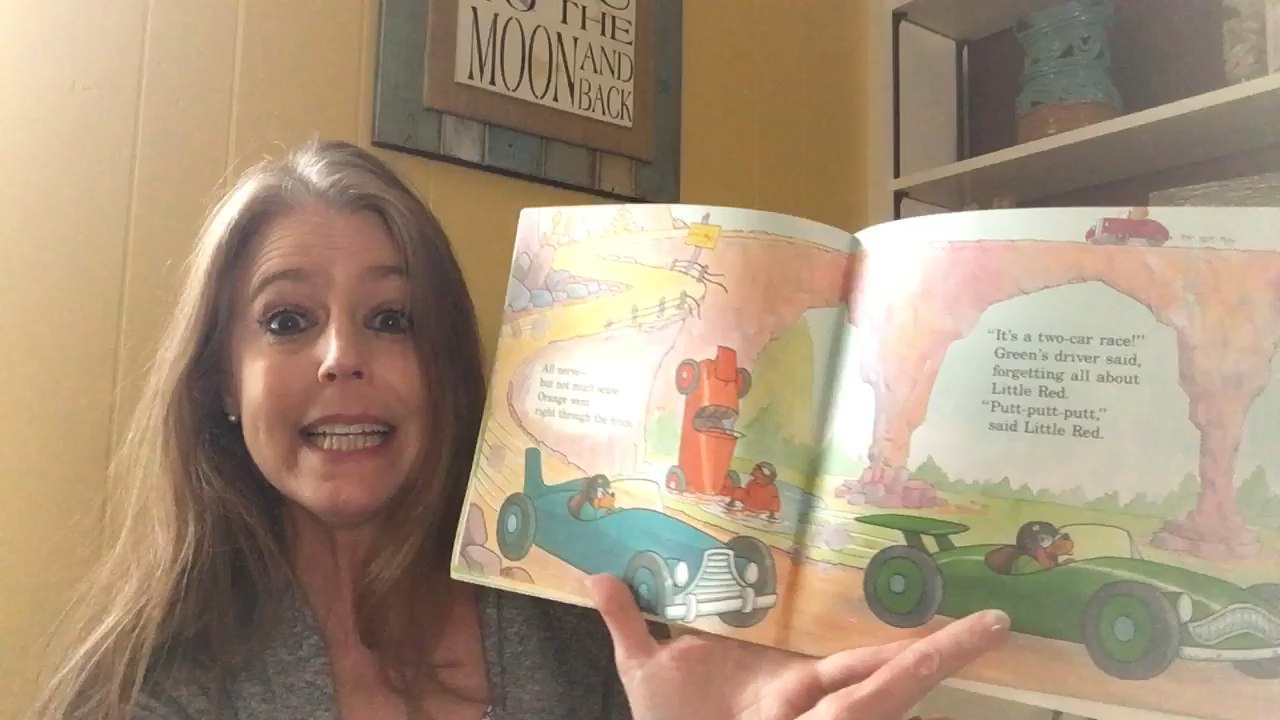 THE
MOON AND
BACK
All nerve—
but not much sense.
Orange went
right through the fence.
"It's a two-car race!"
Green's driver said,
forgetting all about
Little Red.
"Putt-putt-putt,"
said Little Red.